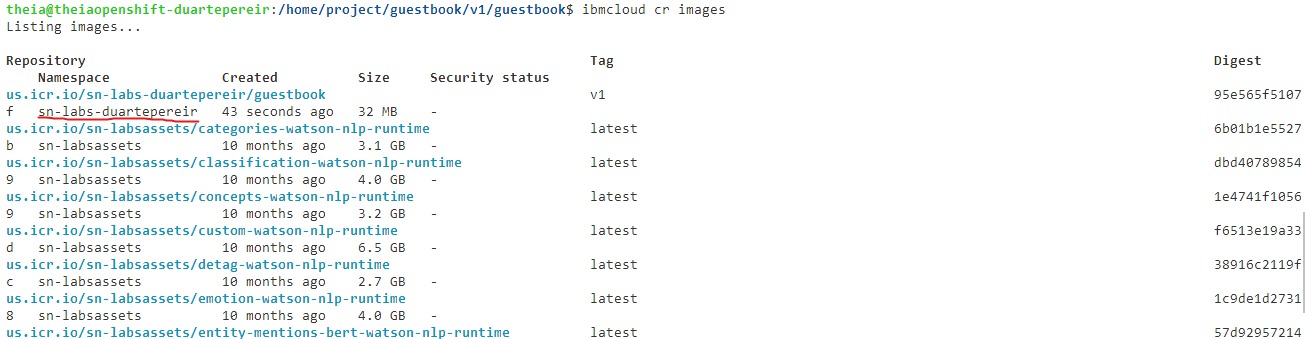 theia@theiaopenshift-duartepereir:/home/project/guestbook/v1/guestbook$ ibmcloud cr images
Listing images...
Repository Tag Digest
Namespace Created Size Security status
us.icr.io/sn-labs-duartepereir/guestbook v1 95e565f5107
f sn-labs-duartepereir 43 seconds ago 32 MB -
us.icr.io/sn-labsassets/categories-watson-nlp-runtime latest 6b01b1e5527
b sn-labsassets 10 months ago 3.1 GB -
us.icr.io/sn-labsassets/classification-watson-nlp-runtime latest dbd40789854
9 sn-labsassets 10 months ago 4.0 GB -
us.icr.io/sn-labsassets/concepts-watson-nlp-runtime latest 1e4741f1056
9 sn-labsassets 10 months ago 3.2 GB -
us.icr.io/sn-labsassets/custom-watson-nlp-runtime latest f6513e19a33
d sn-labsassets 10 months ago 6.5 GB -
us.icr.io/sn-labsassets/detag-watson-nlp-runtime latest 38916c2119f
c sn-labsassets 10 months ago 2.7 GB -
us.icr.io/sn-labsassets/emotion-watson-nlp-runtime latest 1c9de1d2731
8 sn-labsassets 10 months ago 4.0 GB -
us.icr.io/sn-labsassets/entity-mentions-bert-watson-nlp-runtime latest 57d92957214